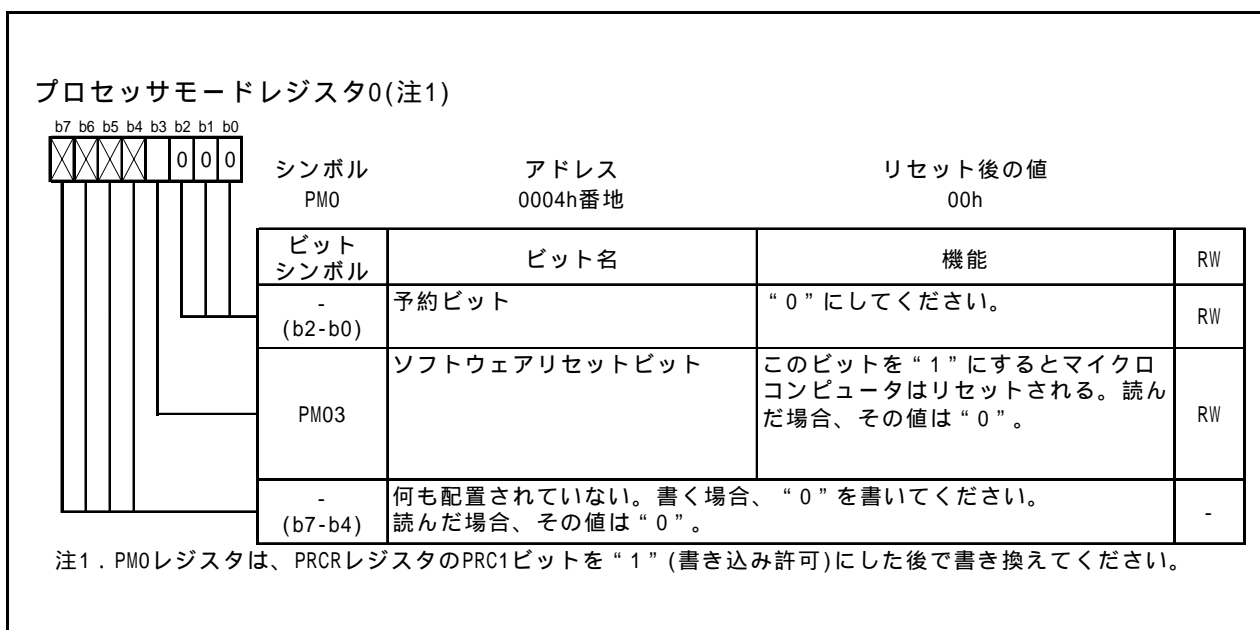 プロセッサモードレジスタ0(注1)
b7 b6 b5 b4 b3 b2 b1 b0
0 0 0
シンボル アドレス リセット後の値
PM0 0004h番地 00h
ビット
シンボル ビット名 機能 RW
-
(b2-b0) 予約ビット “0”にしてください。 RW
PM03 ソフトウェアリセットビット このビットを“1”にするとマイクロ
コンピュータはリセットされる。読ん
だ場合、その値は“0”。 RW
-
(b7-b4) 何も配置されていない。書く場合、“0”を書いてください。
読んだ場合、その値は“0”。 -
注1．PM0レジスタは、PRCRレジスタのPRC1ビットを“1”(書き込み許可)にした後で書き換えてください。